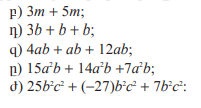 բ) 3m + 5m;
դ) 3b + b + b;
զ) 4ab + ab + 12ab;
ը) 15a²b + 14a²b +7a²b;
ժ) 25b²c² + (−27)b²c² + 7b²c²: